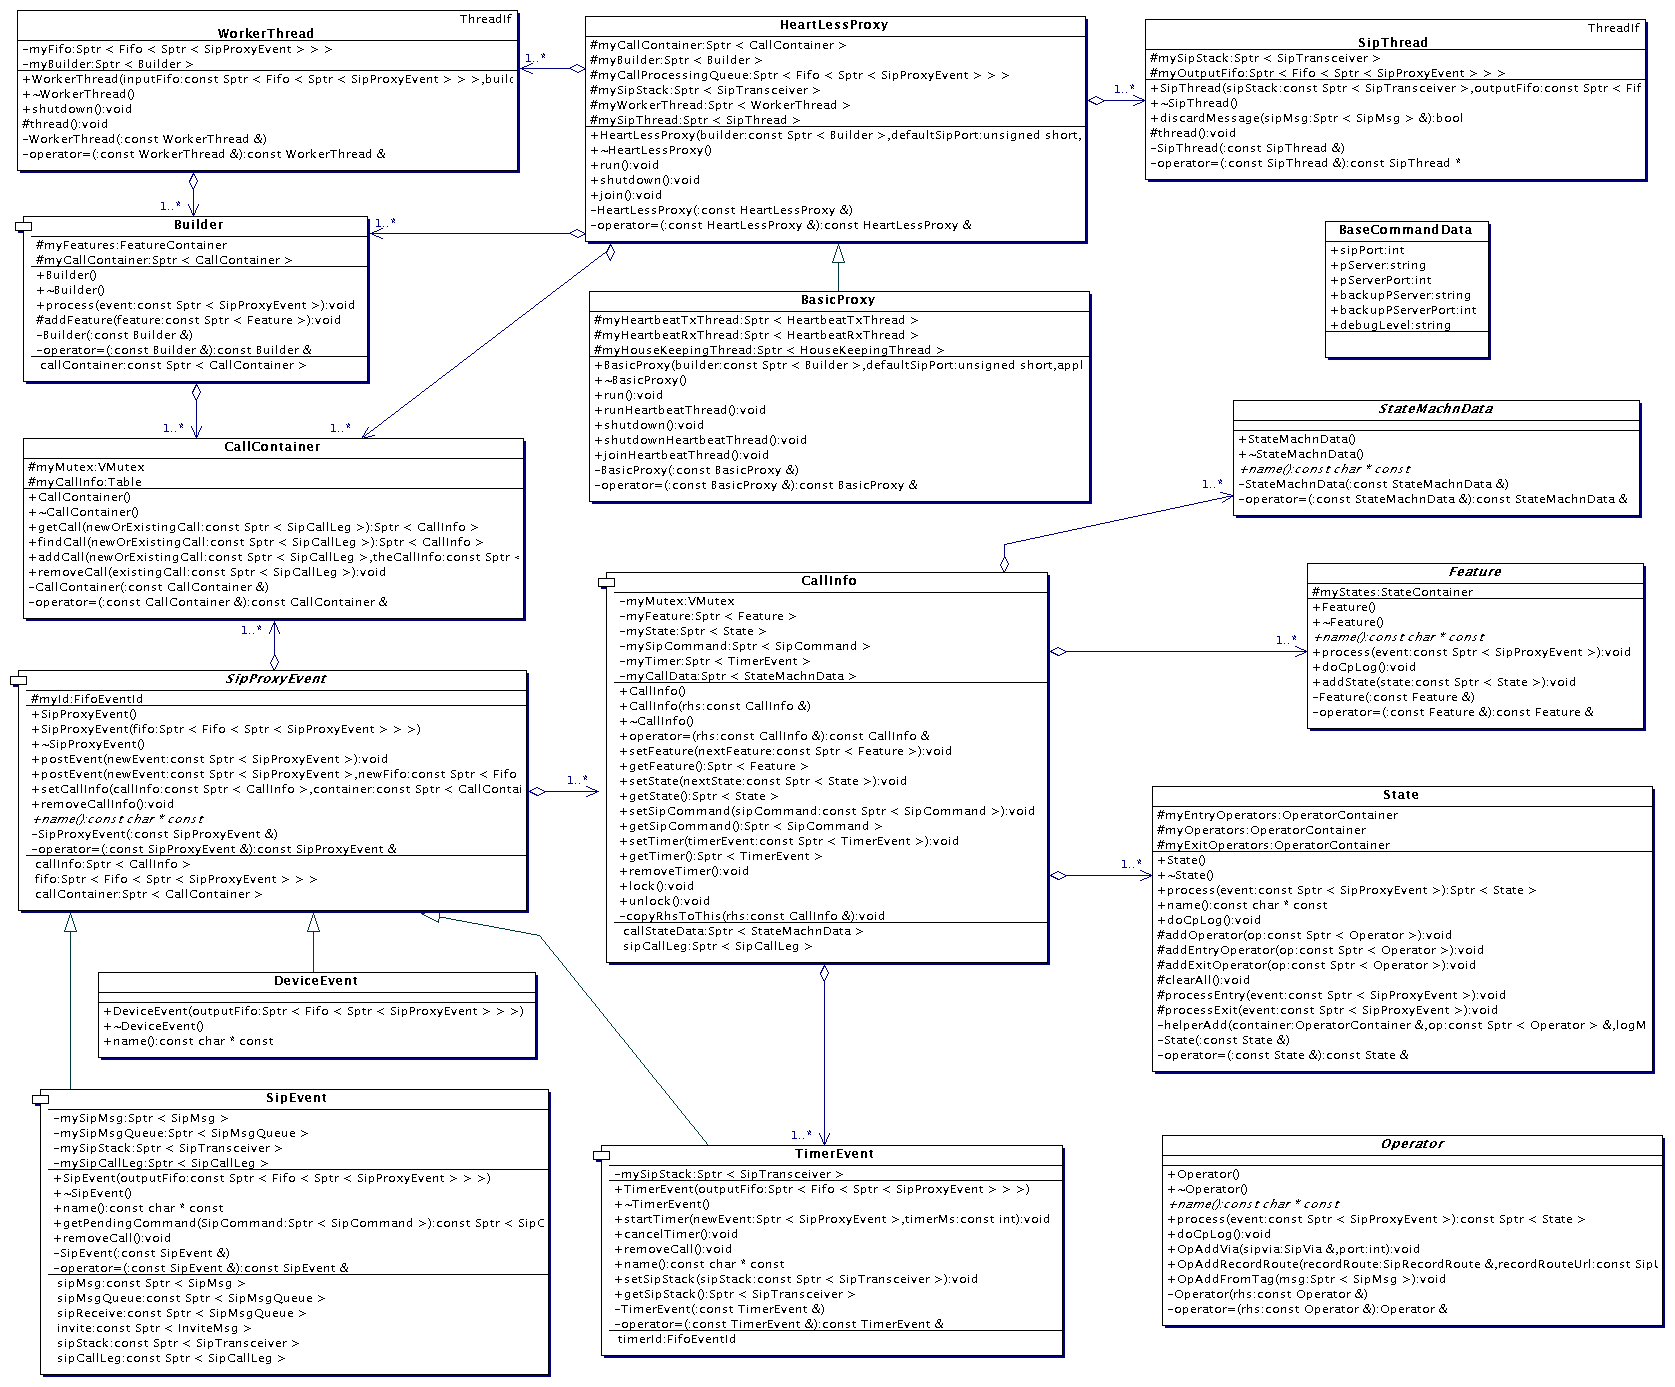 ThreadIf
WorkerThread
-myFifo:Sptr < Fifo < Sptr < SipProxyEvent > > >
-myBuilder:Sptr < Builder >
+WorkerThread(inputFifo:const Sptr < Fifo < Sptr < SipProxyEvent > > >,builc
+~WorkerThread()
+shutdown():void
#thread():void
-WorkerThread(:const WorkerThread &)
-operator=(:const WorkerThread &):const WorkerThread &
1..*
HeartLessProxy
#myCallContainer:Sptr < CallContainer >
#myBuilder:Sptr < Builder >
#myCallProcessingQueue:Sptr < Fifo < Sptr < SipProxyEvent > > >
#mySipStack:Sptr < SipTransceiver >
#myWorkerThread:Sptr < WorkerThread >
#mySipThread:Sptr < SipThread >
+HeartLessProxy(builder:const Sptr < Builder >,defaultSipPort:unsigned short,
+~HeartLessProxy()
+run():void
+shutdown():void
+join():void
-HeartLessProxy(:const HeartLessProxy &)
-operator=(:const HeartLessProxy &):const HeartLessProxy &
1..*
ThreadIf
SipThread
#mySipStack:Sptr < SipTransceiver >
#myOutputFifo:Sptr < Fifo < Sptr < SipProxyEvent > > >
+SipThread(sipStack:const Sptr < SipTransceiver >,outputFifo:const Sptr < Fif
+~SipThread()
+discardMessage(sipMsg:Sptr < SipMsg > &):bool
#thread():void
-SipThread(:const SipThread &)
-operator=(:const SipThread &):const SipThread *
1..*
1..*
Builder
#myFeatures:FeatureContainer
#myCallContainer:Sptr < CallContainer >
+Builder()
+~Builder()
+process(event:const Sptr < SipProxyEvent >):void
#addFeature(feature:const Sptr < Feature >):void
-Builder(:const Builder &)
-operator=(:const Builder &):const Builder &
callContainer:const Sptr < CallContainer >
BaseCommandData
+sipPort:int
+pServer:string
+pServerPort:int
+backupPServer:string
+backupPServerPort:int
+debugLevel:string
BasicProxy
#myHeartbeatTxThread:Sptr < HeartbeatTxThread >
#myHeartbeatRxThread:Sptr < HeartbeatRxThread >
#myHouseKeepingThread:Sptr < HouseKeepingThread >
+BasicProxy(builder:const Sptr < Builder >,defaultSipPort:unsigned short,appl
+~BasicProxy()
+run():void
+runHeartbeatThread():void
+shutdown():void
+shutdownHeartbeatThread():void
+joinHeartbeatThread():void
-BasicProxy(:const BasicProxy &)
-operator=(:const BasicProxy &):const BasicProxy &
1..*
1..*
CallContainer
#myMutex:VMutex
#myCallInfo:Table
+CallContainer()
+~CallContainer()
+getCall(newOrExistingCall:const Sptr < SipCallLeg >):Sptr < CallInfo >
+findCall(newOrExistingCall:const Sptr < SipCallLeg >):Sptr < CallInfo >
+addCall(newOrExistingCall:const Sptr < SipCallLeg >,theCallInfo:const Sptr <
+removeCall(existingCall:const Sptr < SipCallLeg >):void
-CallContainer(:const CallContainer &)
-operator=(:const CallContainer &):const CallContainer &
1..*
StateMachnData
+StateMachnData()
+~StateMachnData()
+name():const char * const
-StateMachnData(:const StateMachnData &)
-operator=(:const StateMachnData &):const StateMachnData &
1..*
CallInfo
-myMutex:VMutex
-myFeature:Sptr < Feature >
-myState:Sptr < State >
-mySipCommand:Sptr < SipCommand >
-myTimer:Sptr < TimerEvent >
-myCallData:Sptr < StateMachnData >
+CallInfo()
+CallInfo(rhs:const CallInfo &)
+~CallInfo()
+operator=(rhs:const CallInfo &):const CallInfo &
+setFeature(nextFeature:const Sptr < Feature >):void
+getFeature():Sptr < Feature >
+setState(nextState:const Sptr < State >):void
+getState():Sptr < State >
+setSipCommand(sipCommand:const Sptr < SipCommand >):void
+getSipCommand():Sptr < SipCommand >
+setTimer(timerEvent:const Sptr < TimerEvent >):void
+getTimer():Sptr < TimerEvent >
+removeTimer():void
+lock():void
+unlock():void
-copyRhsToThis(rhs:const CallInfo &):void
callStateData:Sptr < StateMachnData >
sipCallLeg:Sptr < SipCallLeg >
Feature
#myStates:StateContainer
+Feature()
+~Feature()
+name():const char * const
+process(event:const Sptr < SipProxyEvent >):void
+doCpLog():void
+addState(state:const Sptr < State >):void
-Feature(:const Feature &)
-operator=(:const Feature &):const Feature &
1..*
SipProxyEvent
#myId:FifoEventId
+SipProxyEvent()
+SipProxyEvent(fifo:Sptr < Fifo < Sptr < SipProxyEvent > > >)
+~SipProxyEvent()
+postEvent(newEvent:const Sptr < SipProxyEvent >):void
+postEvent(newEvent:const Sptr < SipProxyEvent >,newFifo:const Sptr < Fifo
+setCallInfo(callInfo:const Sptr < CallInfo >,container:const Sptr < CallContai
+removeCallInfo():void
+name():const char * const
-SipProxyEvent(:const SipProxyEvent &)
-operator=(:const SipProxyEvent &):const SipProxyEvent &
callInfo:Sptr < CallInfo >
fifo:Sptr < Fifo < Sptr < SipProxyEvent > > >
callContainer:Sptr < CallContainer >
1..*
State
#myEntryOperators:OperatorContainer
#myOperators:OperatorContainer
#myExitOperators:OperatorContainer
+State()
+~State()
+process(event:const Sptr < SipProxyEvent >):Sptr < State >
+name():const char * const
+doCpLog():void
#addOperator(op:const Sptr < Operator >):void
#addEntryOperator(op:const Sptr < Operator >):void
#addExitOperator(op:const Sptr < Operator >):void
#clearAll():void
#processEntry(event:const Sptr < SipProxyEvent >):void
#processExit(event:const Sptr < SipProxyEvent >):void
-helperAdd(container:OperatorContainer &,op:const Sptr < Operator > &,logM
-State(:const State &)
-operator=(:const State &):const State &
1..*
DeviceEvent
+DeviceEvent(outputFifo:Sptr < Fifo < Sptr < SipProxyEvent > > >)
+~DeviceEvent()
+name():const char * const
SipEvent
-mySipMsg:Sptr < SipMsg >
-mySipMsgQueue:Sptr < SipMsgQueue >
-mySipStack:Sptr < SipTransceiver >
-mySipCallLeg:Sptr < SipCallLeg >
+SipEvent(outputFifo:const Sptr < Fifo < Sptr < SipProxyEvent > > >)
+~SipEvent()
+name():const char * const
+getPendingCommand(SipCommand:Sptr < SipCommand >):const Sptr < SipC
+removeCall():void
-SipEvent(:const SipEvent &)
-operator=(:const SipEvent &):const SipEvent &
sipMsg:const Sptr < SipMsg >
sipMsgQueue:const Sptr < SipMsgQueue >
sipReceive:const Sptr < SipMsgQueue >
invite:const Sptr < InviteMsg >
sipStack:const Sptr < SipTransceiver >
sipCallLeg:const Sptr < SipCallLeg >
1..*
TimerEvent
-mySipStack:Sptr < SipTransceiver >
+TimerEvent(outputFifo:Sptr < Fifo < Sptr < SipProxyEvent > > >)
+~TimerEvent()
+startTimer(newEvent:Sptr < SipProxyEvent >,timerMs:const int):void
+cancelTimer():void
+removeCall():void
+name():const char * const
+setSipStack(sipStack:const Sptr < SipTransceiver >):void
+getSipStack():Sptr < SipTransceiver >
-TimerEvent(:const TimerEvent &)
-operator=(:const TimerEvent &):const TimerEvent &
timerId:FifoEventId
Operator
+Operator()
+~Operator()
+name():const char * const
+process(event:const Sptr < SipProxyEvent >):const Sptr < State >
+doCpLog():void
+OpAddVia(sipvia:SipVia &,port:int):void
+OpAddRecordRoute(recordRoute:SipRecordRoute &,recordRouteUrl:const SipU
+OpAddFromTag(msg:Sptr < SipMsg >):void
-Operator(rhs:const Operator &)
-operator=(rhs:const Operator &):Operator &